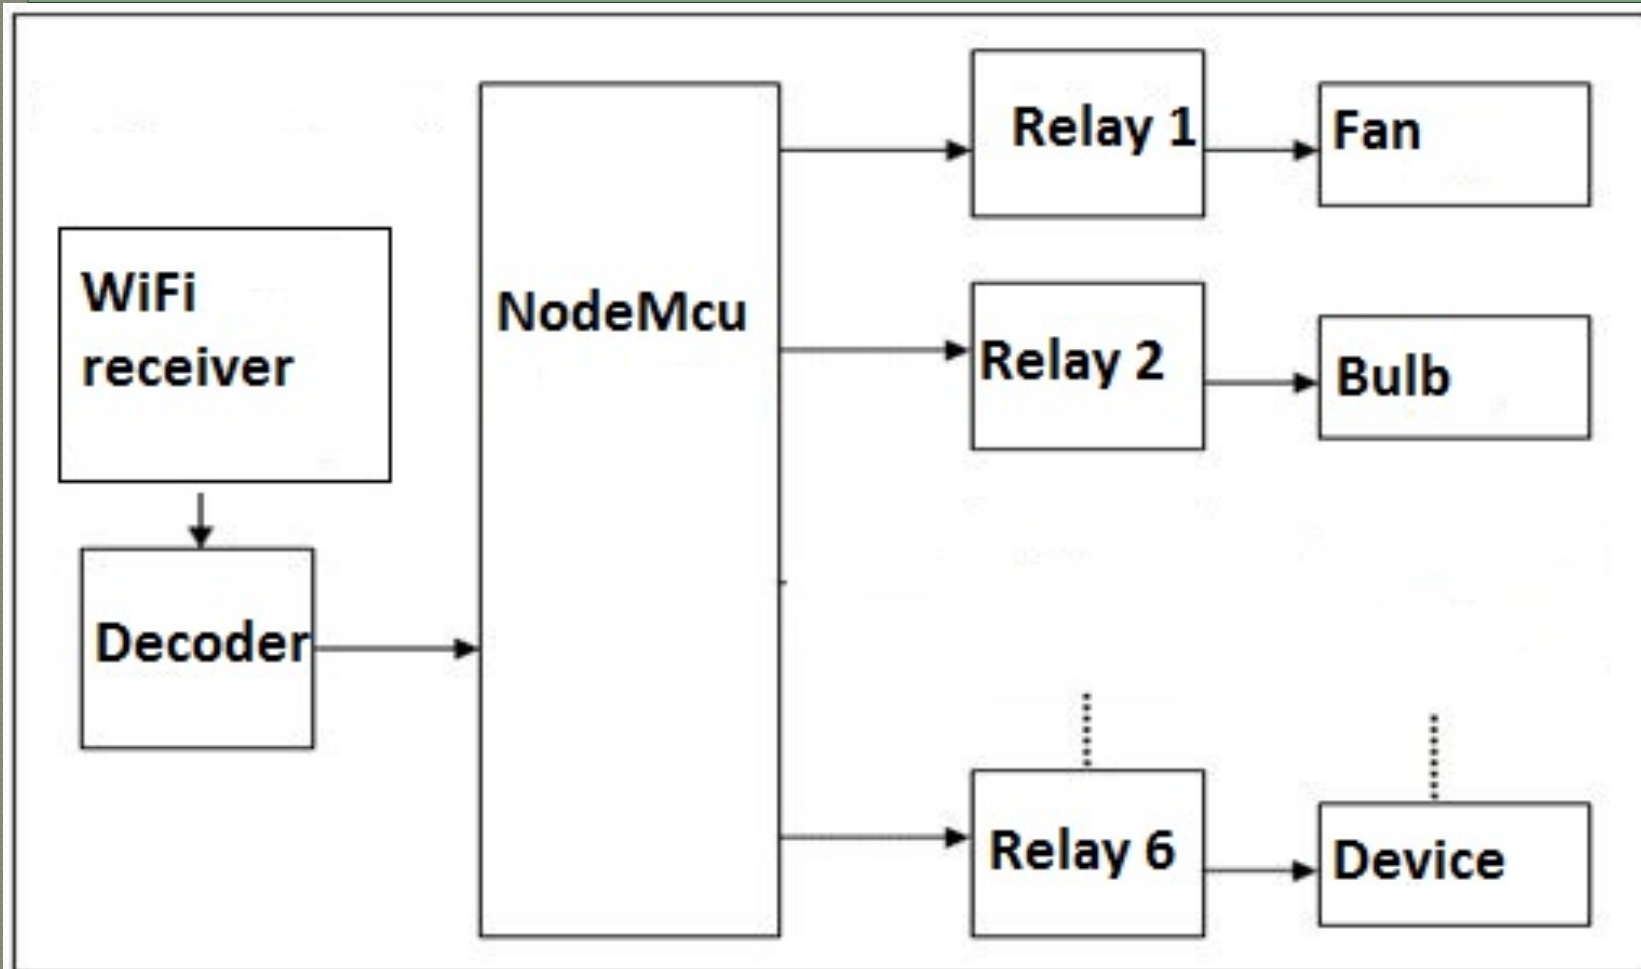 WiFi
receiver
Decoder
NodeMcu
Relay 1
Fan
Relay 2
Bulb
Relay 6
Device